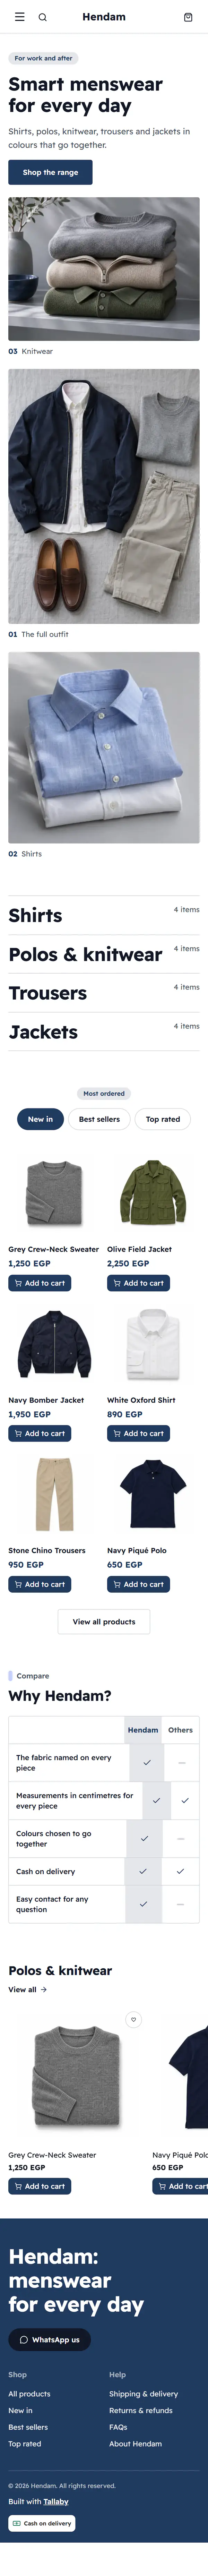 Hendam
For work and after
Smart menswear
for every day
Shirts, polos, knitwear, trousers and jackets in
colours that go together.
Shop the range
03 Knitwear
01 The full outfit
02 Shirts
Shirts
4 items
Polos & knitwear
4 items
Trousers
4 items
Jackets
4 items
Most ordered
New in
Best sellers
Top rated
Grey Crew-Neck Sweater
1,250 EGP
Add to cart
Olive Field Jacket
2,250 EGP
Add to cart
Navy Bomber Jacket
1,950 EGP
Add to cart
White Oxford Shirt
890 EGP
Add to cart
Stone Chino Trousers
950 EGP
Add to cart
Navy Piqué Polo
650 EGP
Add to cart
View all products
Compare
Why Hendam?
Hendam
Others
The fabric named on every
piece
Measurements in centimetres for
every piece
Colours chosen to go
together
Cash on delivery
Easy contact for any
question
Polos & knitwear
View all
Grey Crew-Neck Sweater
1,250 EGP
Add to cart
Navy Piqué Polo
650 EGP
Add to cart
Hendam:
menswear
for every day
WhatsApp us
Shop
All products
New in
Best sellers
Top rated
Help
Shipping & delivery
Returns & refunds
FAQs
About Hendam
© 2026 Hendam. All rights reserved.
Built with Tallaby
Cash on delivery